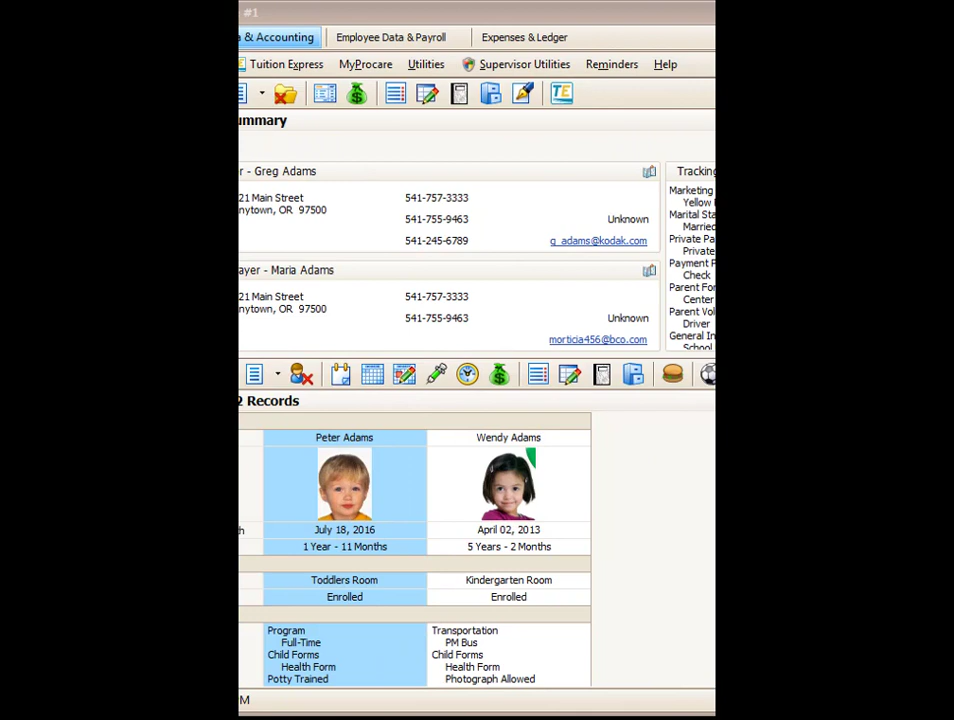 #1
& Accounting
Employee Data & Payroll
Expenses & Ledger
Tuition Express
MyProcare
Utilities
Supervisor Utilities
Reminders
Help
TE
ummary
r - Greg Adams
Tracking
21 Main Street
nytown, OR 97500
541-757-3333
541-755-9463
Unknown
541-245-6789
g_adams@kodak.com
Marketing
Yellow
Marital Sta
Married
Private Pa
Private
Payment P
Check
Parent For
Center
Parent Vol
Driver
General In
School
ayer - Maria Adams
21 Main Street
nytown, OR 97500
541-757-3333
541-755-9463
Unknown
morticia456@bco.com
2 Records
Peter Adams
Wendy Adams
July 18, 2016
April 02, 2013
1 Year - 11 Months
5 Years - 2 Months
Toddlers Room
Kindergarten Room
Enrolled
Enrolled
Program
Full-Time
Child Forms
Health Form
Potty Trained
Transportation
PM Bus
Child Forms
Health Form
Photograph Allowed
M